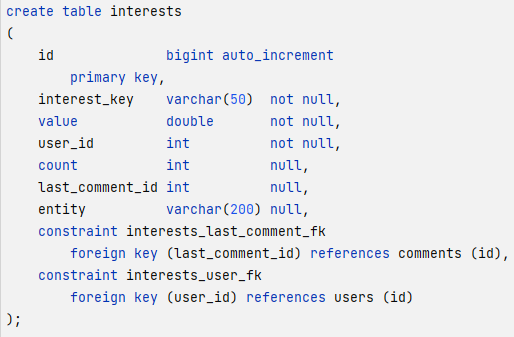 create table interests
(
    id              bigint auto_increment
        primary key,
    interest_key    varchar(50)  not null,
    value           double       not null,
    user_id         int          not null,
    count           int          null,
    last_comment_id int          null,
    entity          varchar(200) null,
    constraint interests_last_comment_fk
        foreign key (last_comment_id) references comments (id),
    constraint interests_user_fk
        foreign key (user_id) references users (id)
);